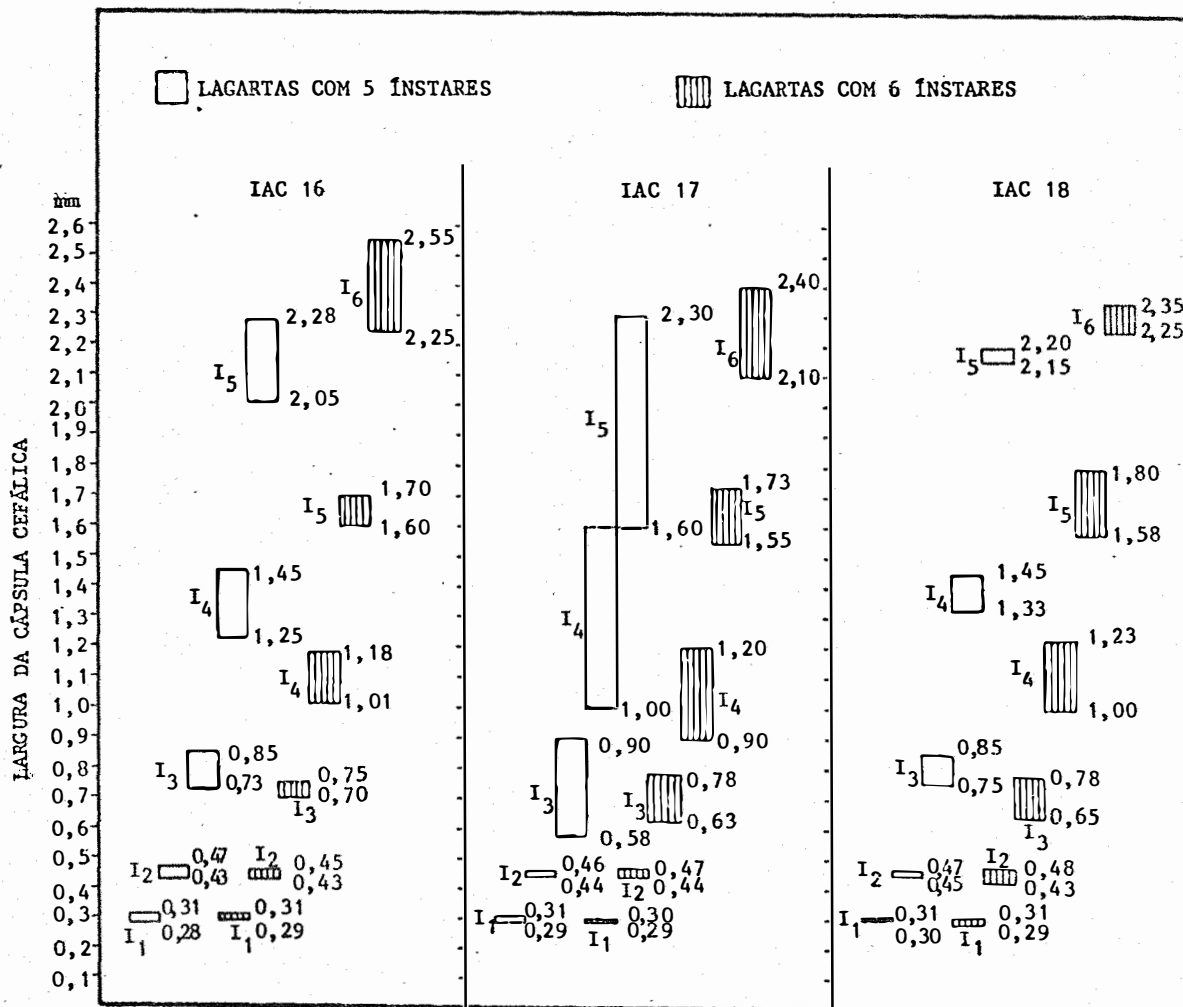 LAGARTAS COM 5 ÍNSTARES
LAGARTAS COM 6 ÍNSTARES
IAC 16
IAC 17
IAC 18
mm
2,6
2,5
2,4
2,3
2,2
2,1
2,0
1,9
1,8
1,7
1,6
1,5
1,4
1,3
1,2
1,1
1,0
0,9
0,8
0,7
0,6
0,5
0,4
0,3
0,2
0,1
LARGURA DA CÁPSULA CEFÁLICA
I6 2,55
2,25
I5 2,28
2,05
I5 1,70
1,60
I4 1,45
1,25
I4 1,18
1,01
I3 0,85
0,73
I3 0,75
0,70
I2 0,47
0,43
I2 0,45
0,43
I1 0,31
0,28
I1 0,31
0,29
I6 2,40
2,10
I5 2,30
1,60
I5 1,73
1,55
I4 1,00
I4 1,20
0,90
I3 0,90
0,58
I3 0,78
0,63
I2 0,46
0,44
I2 0,47
0,44
I1 0,31
0,29
I1 0,30
0,29
I6 2,35
2,25
I5 2,20
2,15
I5 1,80
1,58
I4 1,45
1,33
I4 1,23
1,00
I3 0,85
0,75
I3 0,78
0,65
I2 0,47
0,45
I2 0,48
0,43
I1 0,31
0,30
I1 0,31
0,29